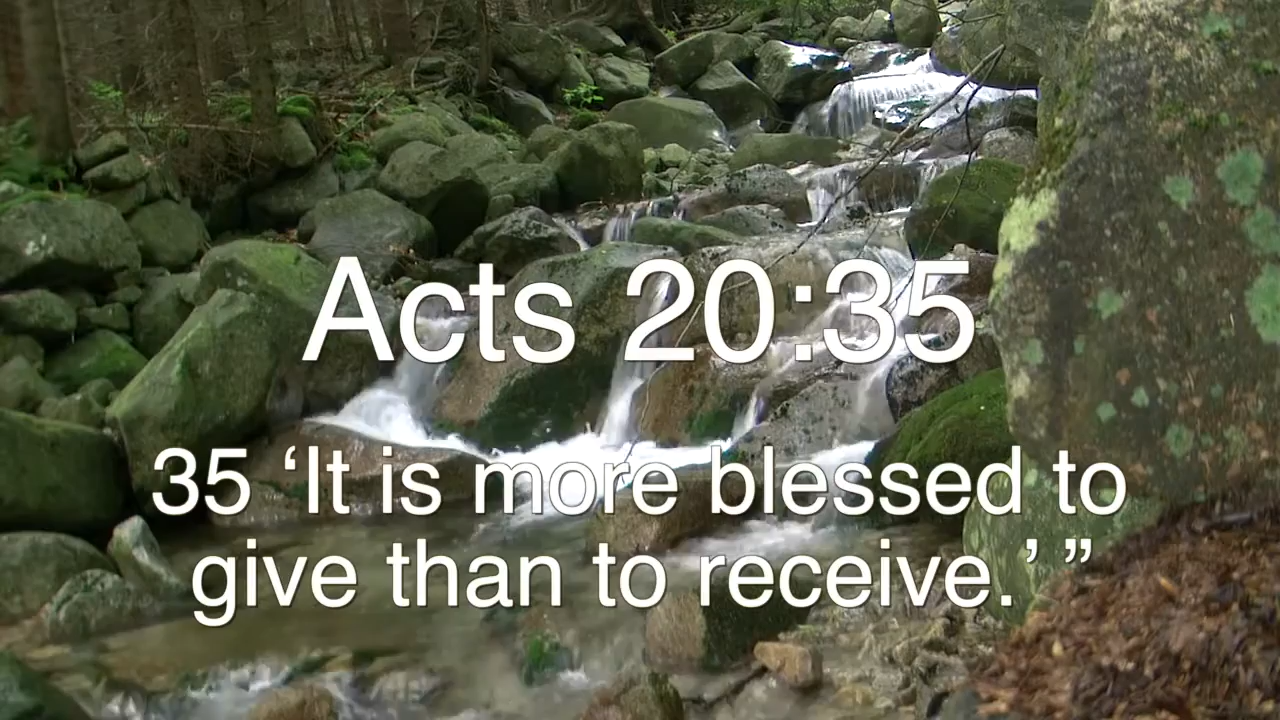 Acts 20:35
35 ‘It is more blessed to
give than to receive.’ ”